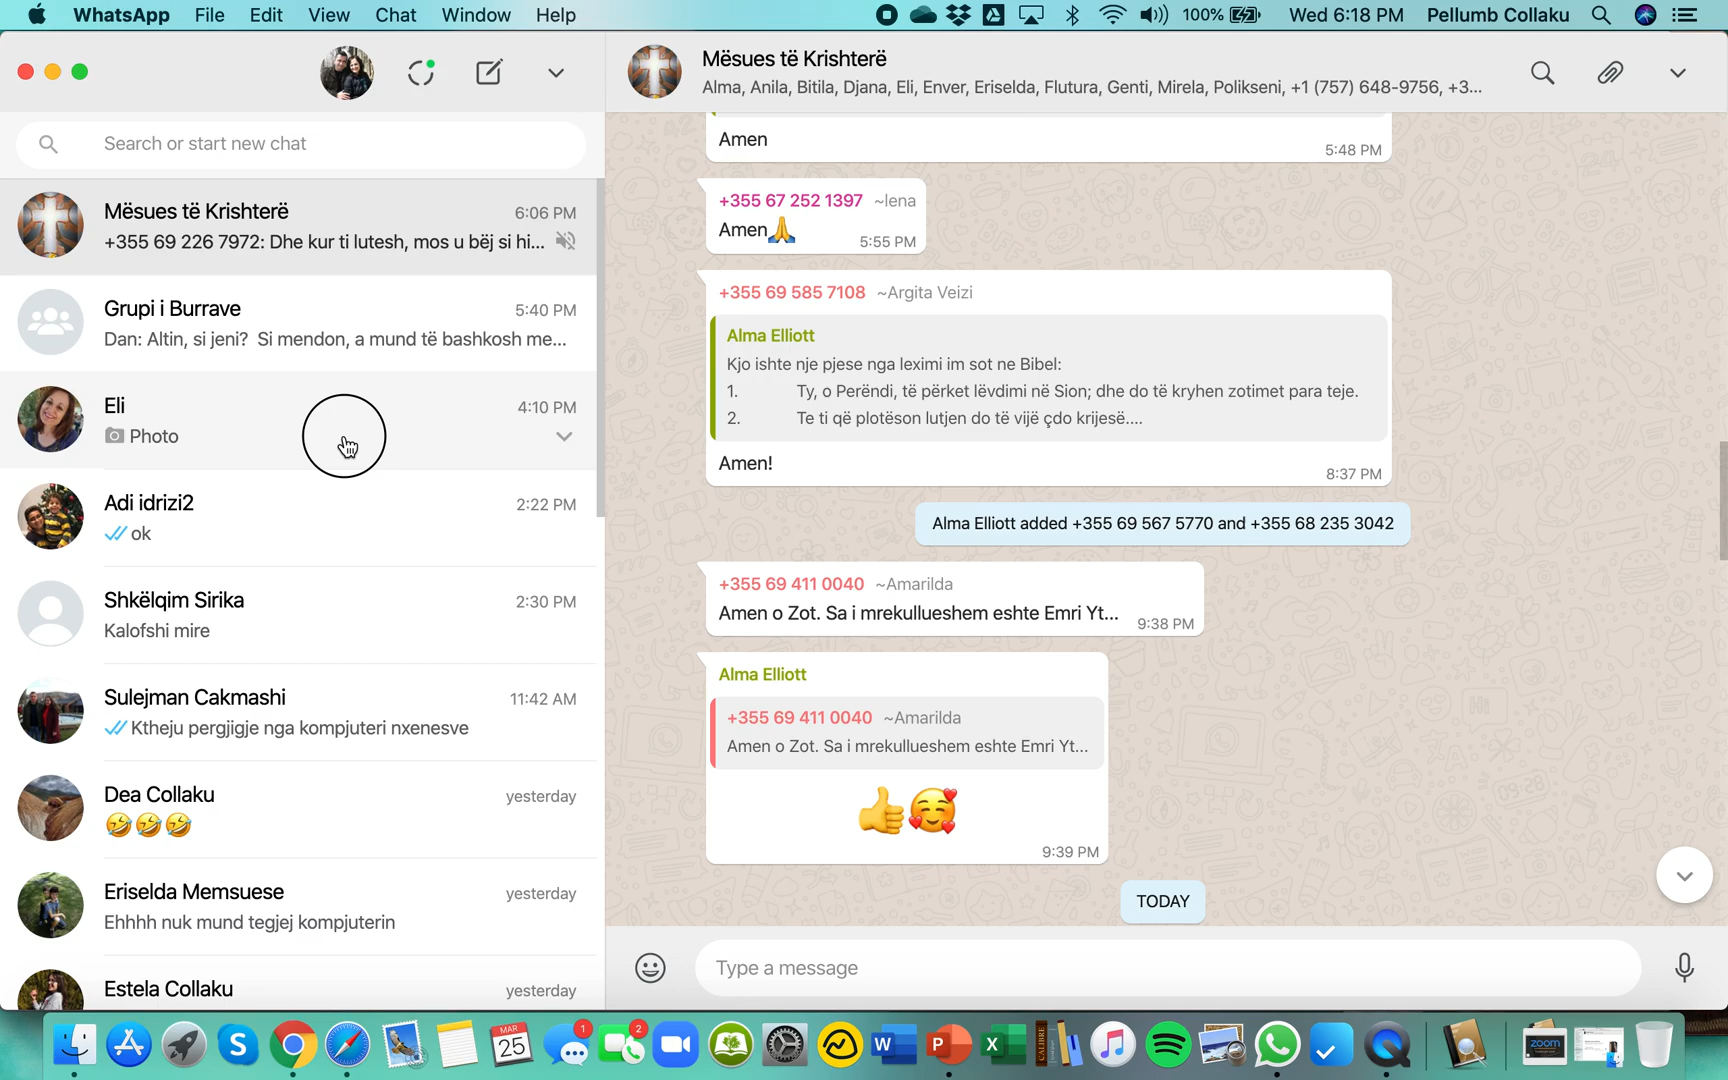 WhatsApp File Edit View Chat Window Help 100% Wed 6:18 PM Pellumb Collaku
Search or start new chat
Mësues të Krishterë 6:06 PM
+355 69 226 7972: Dhe kur ti lutesh, mos u bëj si hi...
Grupi i Burrave 5:40 PM
Dan: Altin, si jeni? Si mendon, a mund të bashkosh me...
Eli 4:10 PM
Photo
Adi idrizi2 2:22 PM
ok
Shkëlqim Sirika 2:30 PM
Kalofshi mire
Sulejman Cakmashi 11:42 AM
Ktheju pergjigje nga kompjuteri nxenesve
Dea Collaku yesterday
🤣🤣🤣
Eriselda Memsuese yesterday
Ehhhh nuk mund tegjej kompjuterin
Estela Collaku yesterday
Mësues të Krishterë
Alma, Anila, Bitila, Djana, Eli, Enver, Eriselda, Flutura, Genti, Mirela, Polikseni, +1 (757) 648-9756, +3...
Amen
5:48 PM
+355 67 252 1397 ~lena
Amen🙏
5:55 PM
+355 69 585 7108 ~Argita Veizi
Alma Elliott
Kjo ishte nje pjese nga leximi im sot ne Bibel:
1. Ty, o Perëndi, të përket lëvdimi në Sion; dhe do të kryhen zotimet para teje.
2. Te ti që plotëson lutjen do të vijë çdo krijesë....
Amen!
8:37 PM
Alma Elliott added +355 69 567 5770 and +355 68 235 3042
+355 69 411 0040 ~Amarilda
Amen o Zot. Sa i mrekullueshem eshte Emri Yt...
9:38 PM
Alma Elliott
+355 69 411 0040 ~Amarilda
Amen o Zot. Sa i mrekullueshem eshte Emri Yt...
👍🥰
9:39 PM
TODAY
Type a message
S MAR 25 1 2 W P X CALIBRE zoom